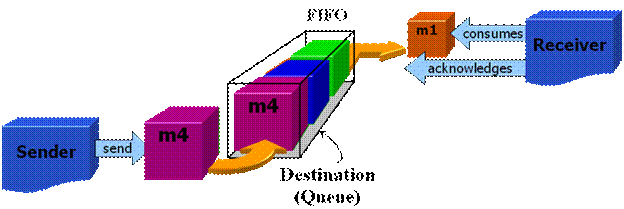 FIFO
m1
consumes
Receiver
acknowledges
m4
m4
Sender
send
Destination
(Queue)